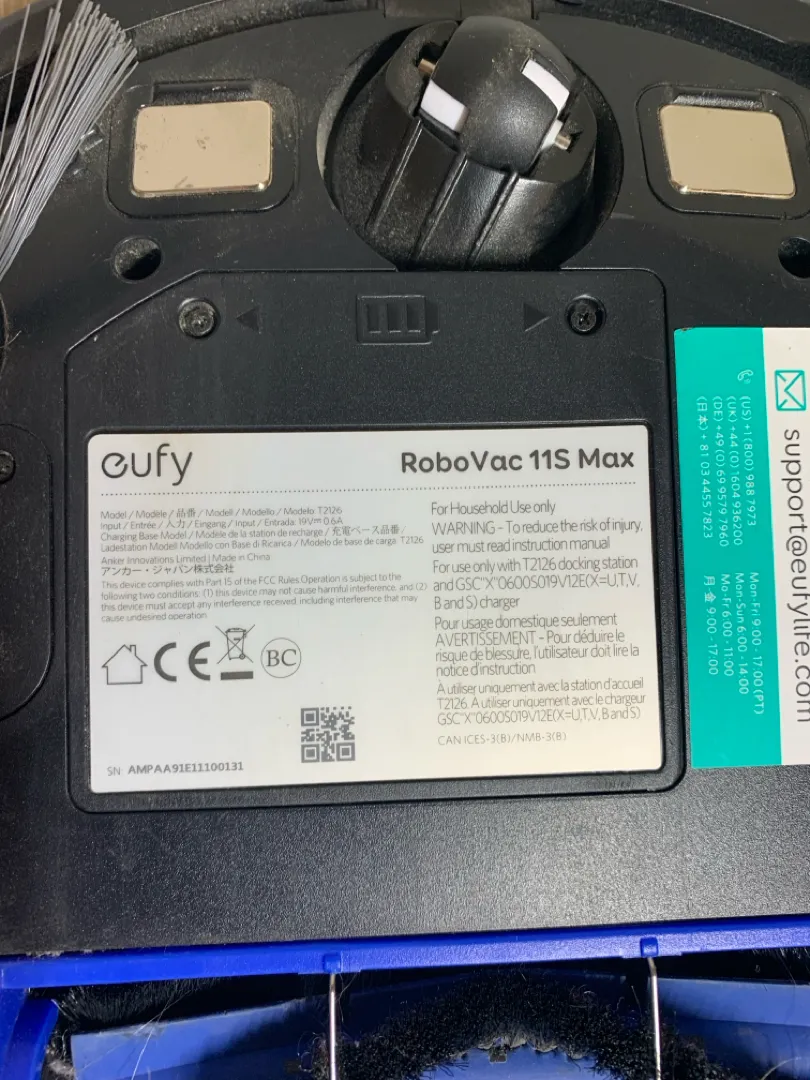 eufy
RoboVac 11S Max
Model / Modèle / 品番 / Modell / Modello / Modelo T2126
Input / Entrée / 入力 / Eingang / Input / Entrada: 19V⎓0.6A
Charging Base Model / Modèle de la station de recharge / 充電ベース品番 /
Ladestation Modell Modello con Base di Ricarica / Modelo de base de carga: T2126
Anker Innovations Limited | Made in China
アンカー・ジャパン株式会社
This device complies with Part 15 of the FCC Rules.Operation is subject to the
following two conditions: (1) this device may not cause harmful interference, and (2)
this device must accept any interference received, including interference that may
cause undesired operation.
CE
BC
SN: AMPAA91E11100131
For Household Use only
WARNING - To reduce the risk of injury,
user must read instruction manual
For use only with T2126 docking station
and GSC"X"0600S019V12E(X=U,T,V,
B and S) charger
Pour usage domestique seulement
AVERTISSEMENT - Pour déduire le
risque de blessure, l'utilisateur doit lire la
notice d'instruction
A utiliser uniquement avec la station d'accueil
T2126. A utiliser uniquement avec le chargeur
GSC"X"0600S019V12E(X=U,T,V,B and S)
CAN ICES-3(B)/NMB-3(B)
support@eufylife.com
(US) +1 (800) 988 7973 Mon-Fri 9:00 - 17:00 (PT)
(UK) +44 (0) 1604 936200 Mon-Sun 6:00 - 14:00
(DE) +49 (0) 69 9579 7960 Mo-Fr 6:00 - 11:00
(日本) + 81 03 4455 7823 月-金 9:00 - 17:00